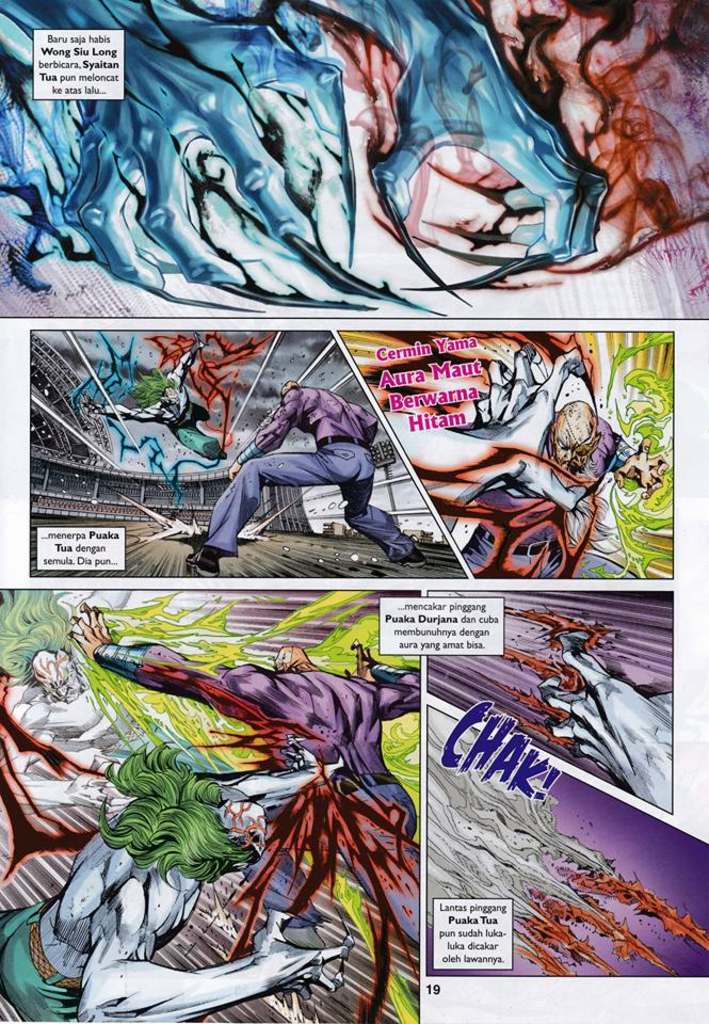 Baru saja habis
Wong Siu Long
berbicara, Syaitan
Tua pun meloncat
ke atas lalu...
Cermin Yama
Aura Maut
Berwarna
Hitam
...menerpa Puaka
Tua dengan
semula. Dia pun...
...mencakar pinggang
Puaka Durjana dan cuba
membunuhnya dengan
aura yang amat bisa.
CHAK!
Lantas pinggang
Puaka Tua
pun sudah luka-
luka dicakar
oleh lawannya.
19